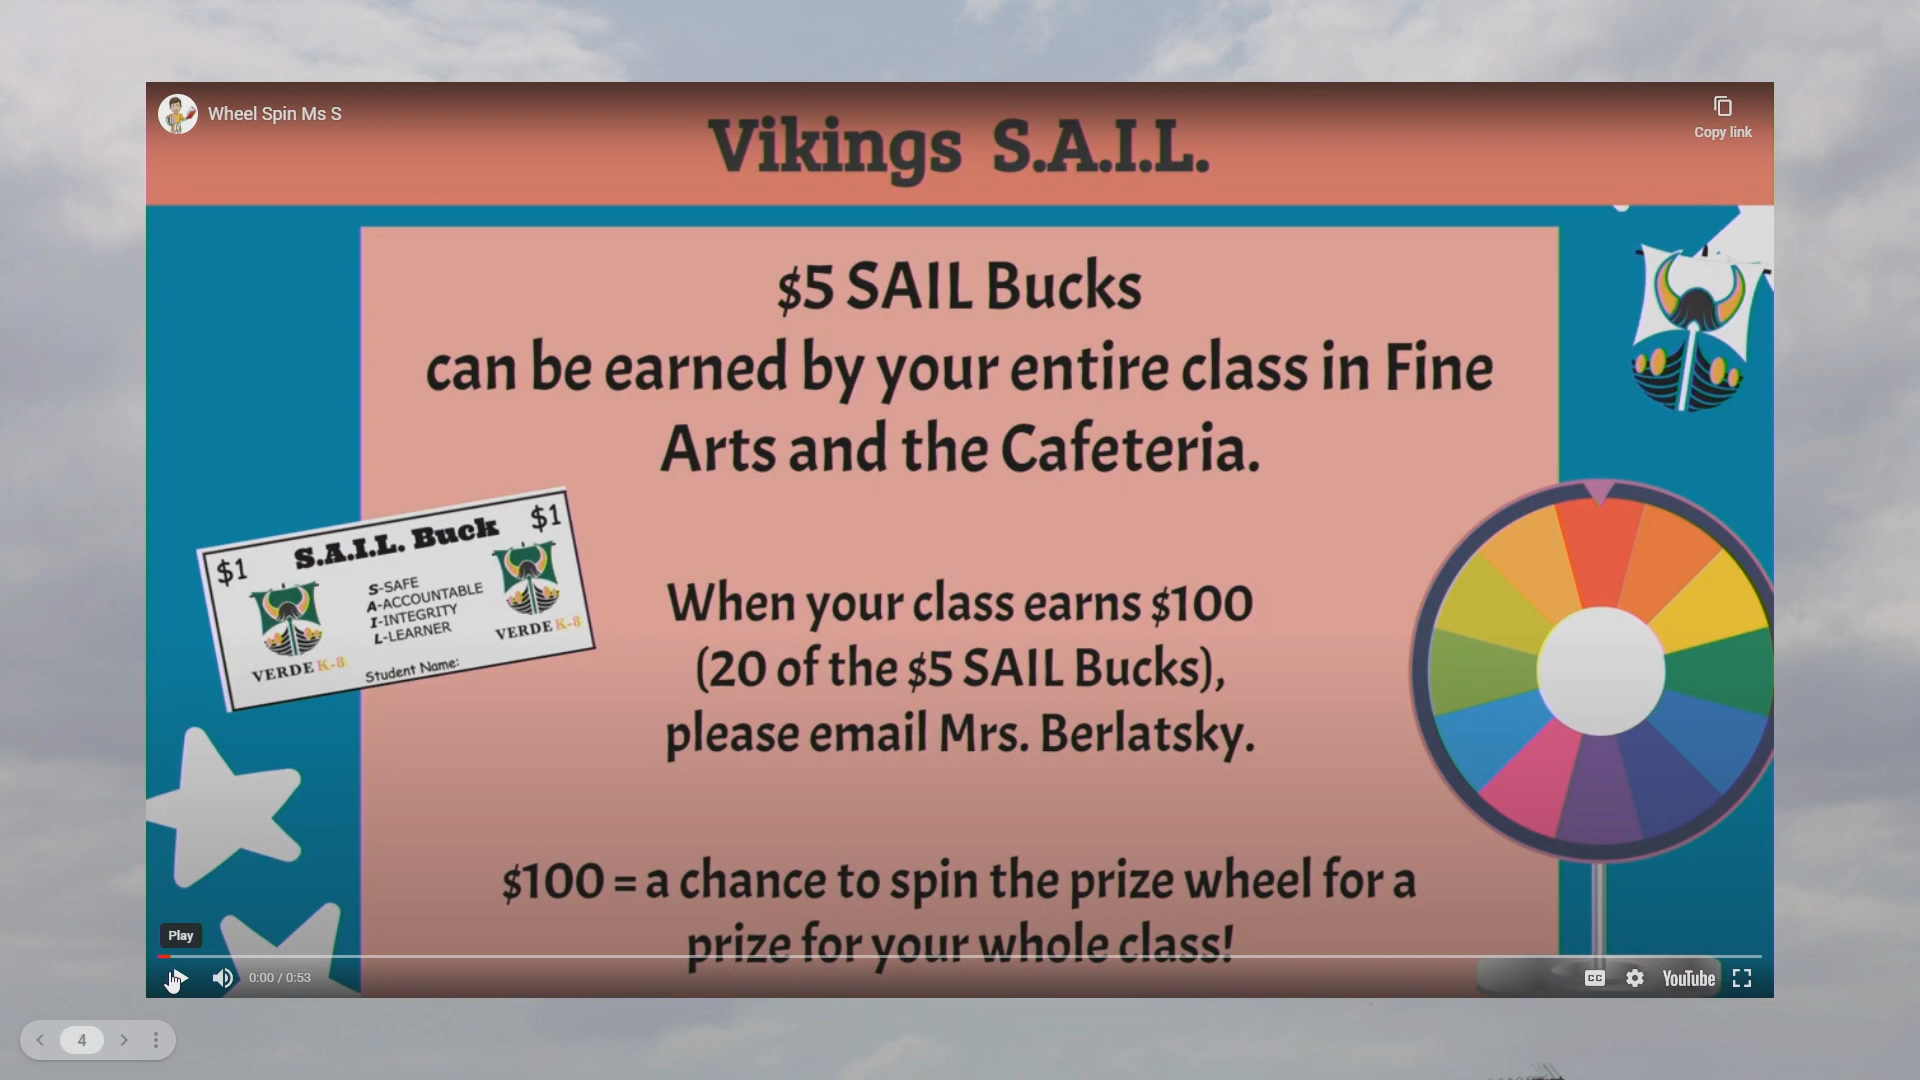 Wheel Spin Ms S
Copy link
Vikings S.A.I.L.
$5 SAIL Bucks
can be earned by your entire class in Fine
Arts and the Cafeteria.
$1
S.A.I.L. Buck
$1
S-SAFE
A-ACCOUNTABLE
I-INTEGRITY
L-LEARNER
VERDE K-8
VERDE K-8
Student Name:
When your class earns $100
(20 of the $5 SAIL Bucks),
please email Mrs. Berlatsky.
$100 = a chance to spin the prize wheel for a
prize for your whole class!
Play
0:00 / 0:53
CC
YouTube
4